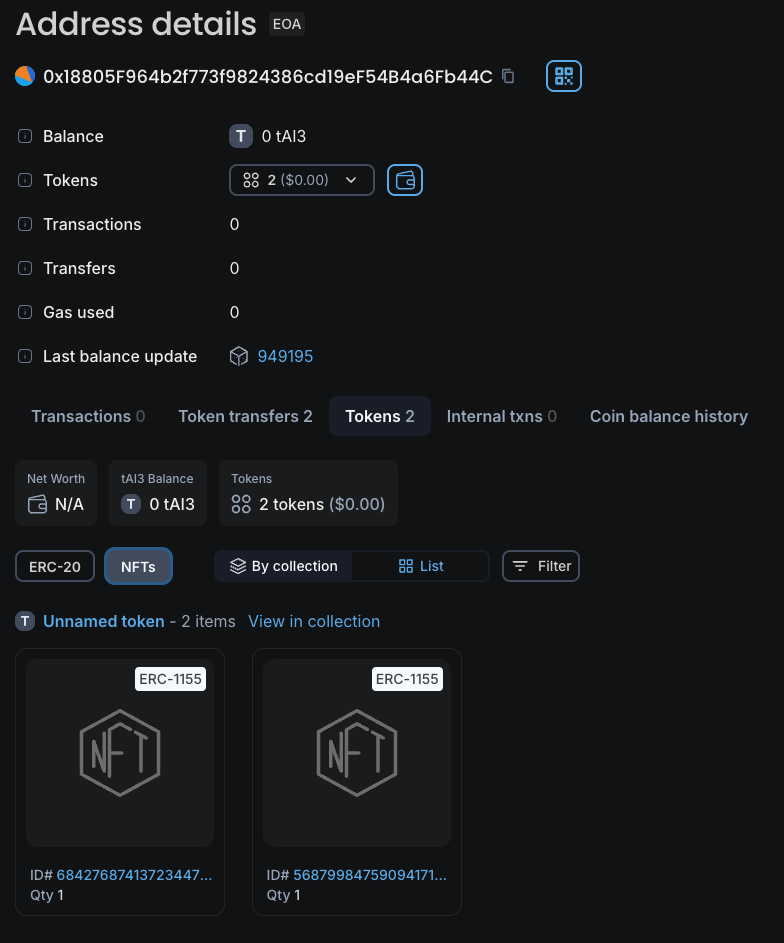 Address details EOA
0x18805F964b2f773f9824386cd19eF54B4a6Fb44C
Balance T 0 tAI3
Tokens 2 ($0.00)
Transactions 0
Transfers 0
Gas used 0
Last balance update 949195
Transactions 0 Token transfers 2 Tokens 2 Internal txns 0 Coin balance history
Net Worth tAI3 Balance Tokens
N/A T 0 tAI3 2 tokens ($0.00)
ERC-20 NFTs By collection List Filter
T Unnamed token - 2 items View in collection
ERC-1155 ERC-1155
NFT NFT
ID# 68427687413723447... ID# 56879984759094171...
Qty 1 Qty 1